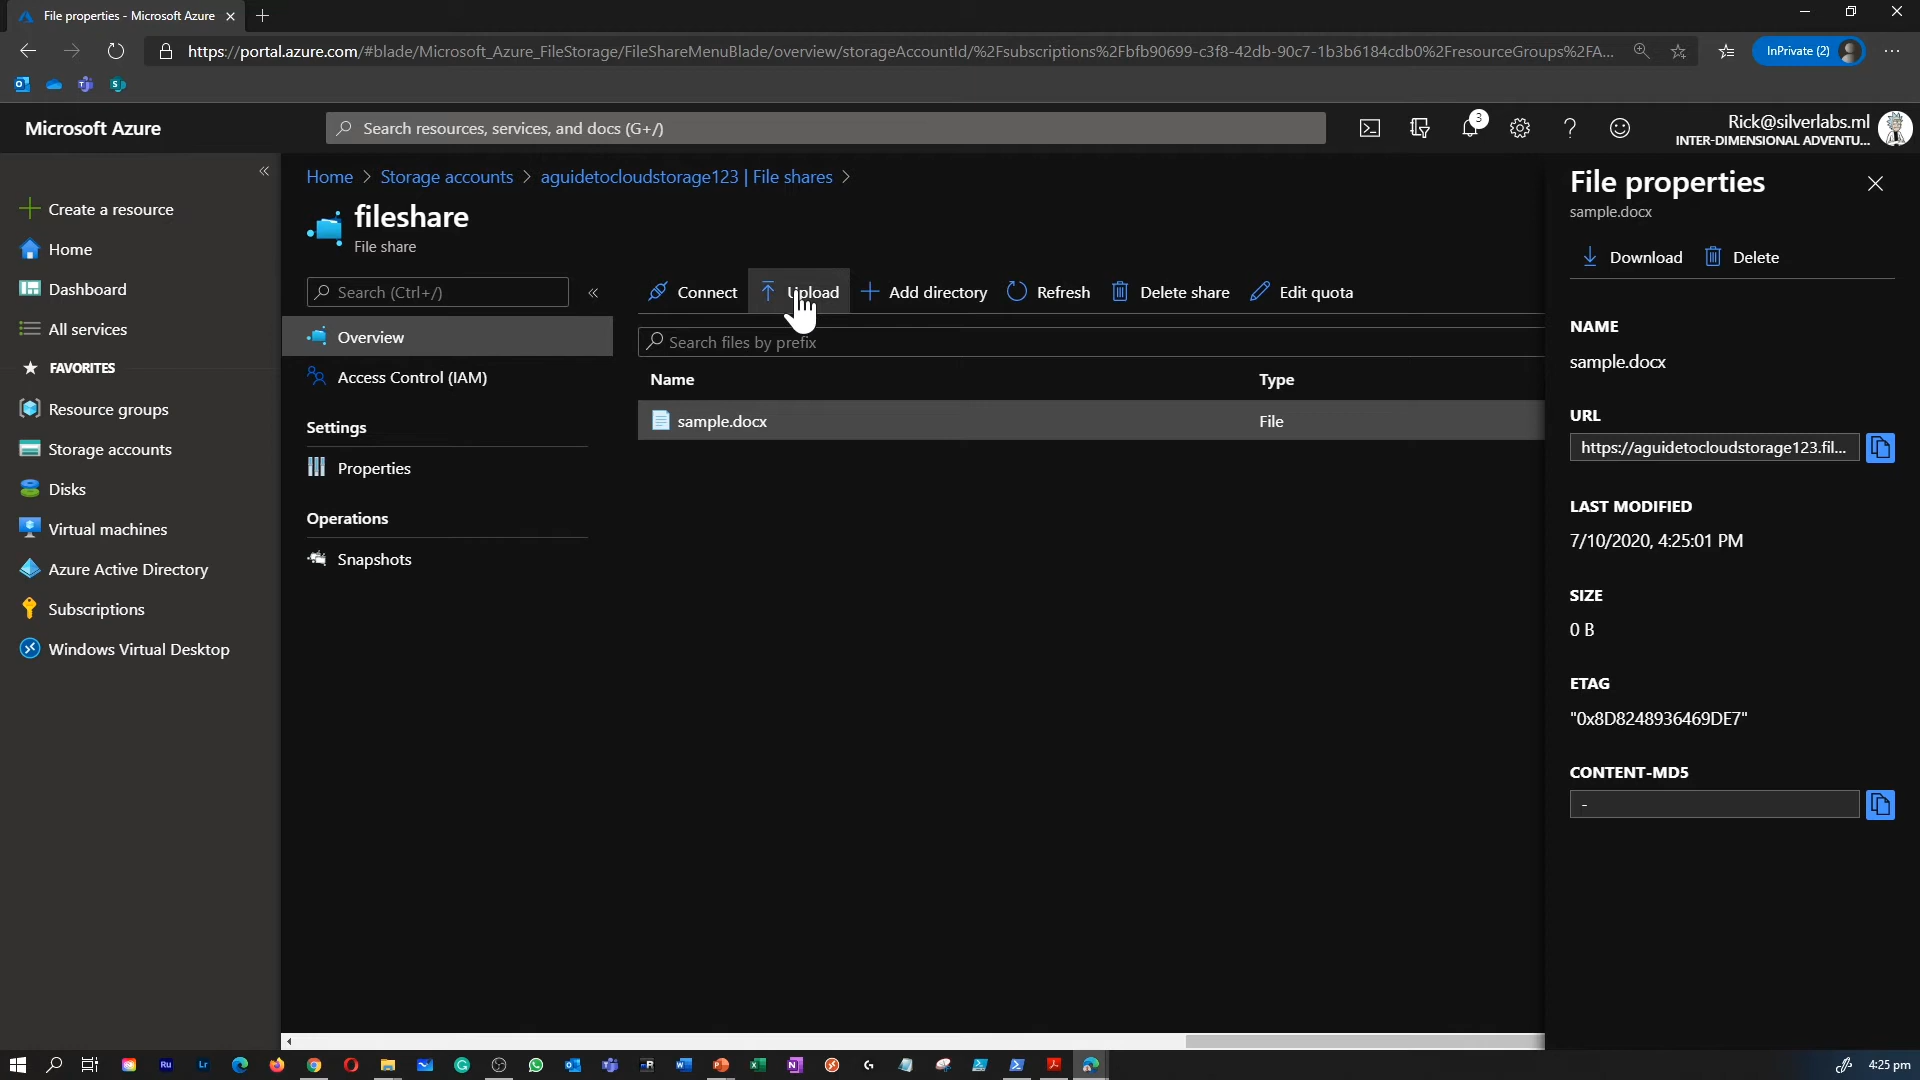 File properties - Microsoft Azure
https://portal.azure.com/#blade/Microsoft_Azure_FileStorage/FileShareMenuBlade/overview/storageAccountId/%2Fsubscriptions%2Fbfb90699-c3f8-42db-90c7-1b3b6184cdb0%2FresourceGroups%2FA...
InPrivate (2)
Microsoft Azure
Search resources, services, and docs (G+/)
3
Rick@silverlabs.ml
INTER-DIMENSIONAL ADVENTU...
Create a resource
Home
Dashboard
All services
FAVORITES
Resource groups
Storage accounts
Disks
Virtual machines
Azure Active Directory
Subscriptions
Windows Virtual Desktop
Home > Storage accounts > aguidetocloudstorage123 | File shares >
fileshare
File share
Search (Ctrl+/)
Overview
Access Control (IAM)
Settings
Properties
Operations
Snapshots
Connect Upload Add directory Refresh Delete share Edit quota
Search files by prefix
Name Type
sample.docx File
File properties
sample.docx
Download Delete
NAME
sample.docx
URL
https://aguidetocloudstorage123.fil...
LAST MODIFIED
7/10/2020, 4:25:01 PM
SIZE
0 B
ETAG
"0x8D8248936469DE7"
CONTENT-MD5
-
4:25 pm